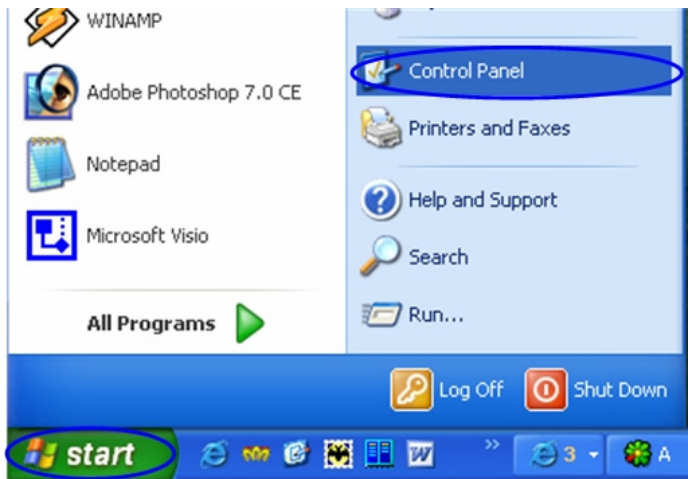 WINAMP
Adobe Photoshop 7.0 CE
Notepad
Microsoft Visio
All Programs
Control Panel
Printers and Faxes
Help and Support
Search
Run...
Log Off
Shut Down
start
W
»
3
A